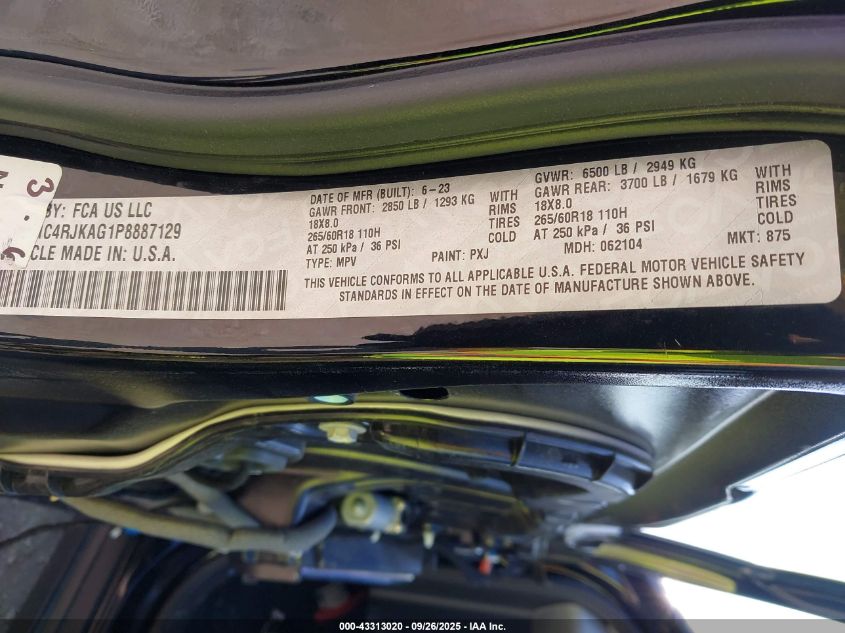 BY: FCA US LLC
C4RJKAG1P8887129
CLE MADE IN: U.S.A.
DATE OF MFR (BUILT): 6-23
GAWR FRONT: 2850 LB / 1293 KG WITH
18X8.0 RIMS
265/60R18 110H TIRES
AT 250 kPa / 36 PSI COLD
TYPE: MPV PAINT: PXJ
GVWR: 6500 LB / 2949 KG
GAWR REAR: 3700 LB / 1679 KG WITH
18X8.0 RIMS
265/60R18 110H TIRES
AT 250 kPa / 36 PSI COLD
MDH: 062104 MKT: 875
THIS VEHICLE CONFORMS TO ALL APPLICABLE U.S.A. FEDERAL MOTOR VEHICLE SAFETY
STANDARDS IN EFFECT ON THE DATE OF MANUFACTURE SHOWN ABOVE.
000-43313020 - 09/26/2025 - IAA Inc.